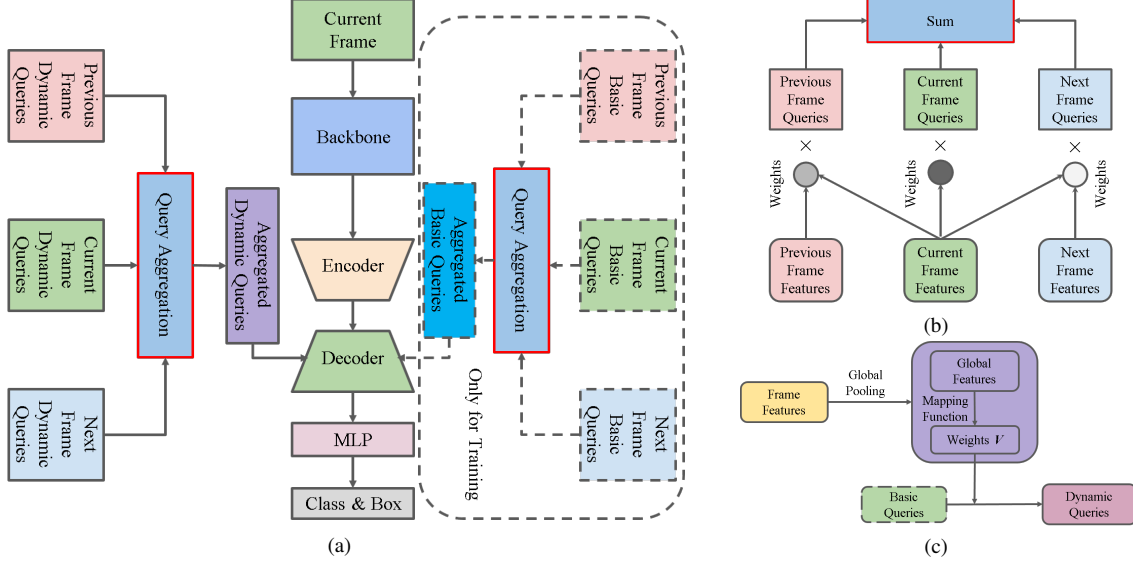 Current
Frame
Backbone
Encoder
Decoder
MLP
Class & Box
Previous
Frame
Dynamic
Queries
Current
Frame
Dynamic
Queries
Next
Frame
Dynamic
Queries
Query Aggregation
Aggregated
Dynamic Queries
Aggregated
Basic Queries
Query Aggregation
Previous
Frame
Basic
Queries
Current
Frame
Basic
Queries
Next
Frame
Basic
Queries
Only for Training
(a)
Sum
Previous
Frame
Queries
Current
Frame
Queries
Next
Frame
Queries
×
×
×
Weights
Weights
Weights
Previous
Frame Features
Current Frame
Features
Next Frame
Features
(b)
Frame
Features
Global
Pooling
Global
Features
Mapping
Function
Weights V
Basic
Queries
Dynamic
Queries
(c)